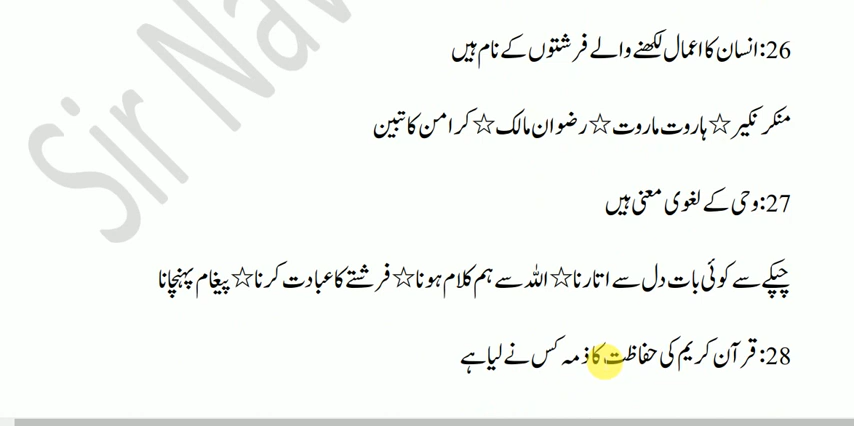 26: انسان کا اعمال لکھنے والے فرشتوں کے نام ہیں
منکر نکیر ☆ ہاروت ماروت ☆ رضوان مالک ☆ کرامن کاتبین
27: وحی کے لغوی معنی ہیں
چپکے سے کوئی بات دل سے اتارنا ☆ اللہ سے ہم کلام ہونا ☆ فرشتے کا عبادت کرنا ☆ پیغام پہنچانا
28: قرآن کریم کی حفاظت کا ذمہ کس نے لیا ہے
Sir